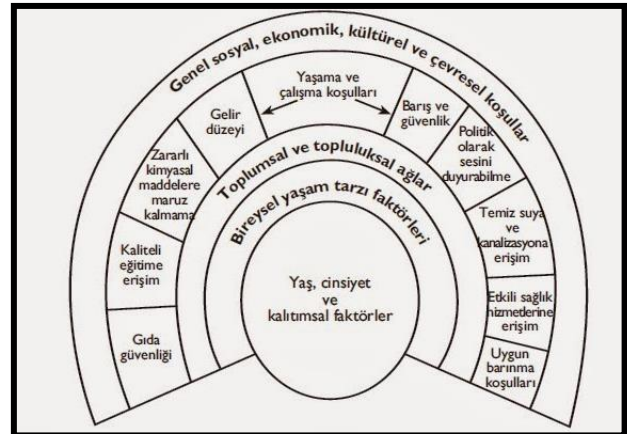 Genel sosyal, ekonomik, kültürel ve çevresel koşullar
Yaşama ve
çalışma koşulları
Gıda
güvenliği
Kaliteli
eğitime
erişim
Zararlı
kimyasal
maddelere
maruz
kalmama
Gelir
düzeyi
Barış ve
güvenlik
Politik
olarak
sesini
duyurabilme
Temiz suya
ve
kanalizasyona
erişim
Etkili sağlık
hizmetlerine
erişim
Uygun
barınma
koşulları
Toplumsal ve topluluksal ağlar
Bireysel yaşam tarzı faktörleri
Yaş, cinsiyet
ve
kalıtımsal faktörler